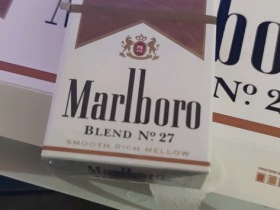 Marlboro
BLEND Nº 27
SMOOTH RICH MELLOW
Nº 2